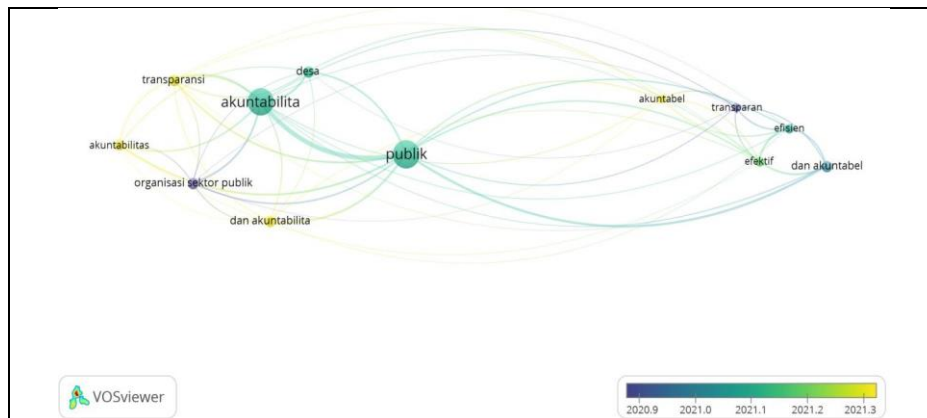 desa
transparansi
akuntabilita
akuntabel
transparan
efisien
akuntabilitas
publik
efektif
dan akuntabel
organisasi sektor publik
dan akuntabilita
VOSviewer
2020.9 2021.0 2021.1 2021.2 2021.3